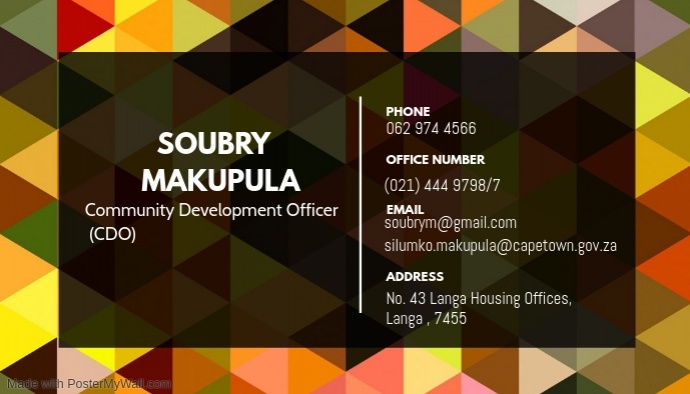 SOUBRY
MAKUPULA
Community Development Officer
(CDO)
PHONE
062 974 4566
OFFICE NUMBER
(021) 444 9798/7
EMAIL
soubrym@gmail.com
silumko.makupula@capetown.gov.za
ADDRESS
No. 43 Langa Housing Offices,
Langa , 7455
Made with PosterMyWall.com